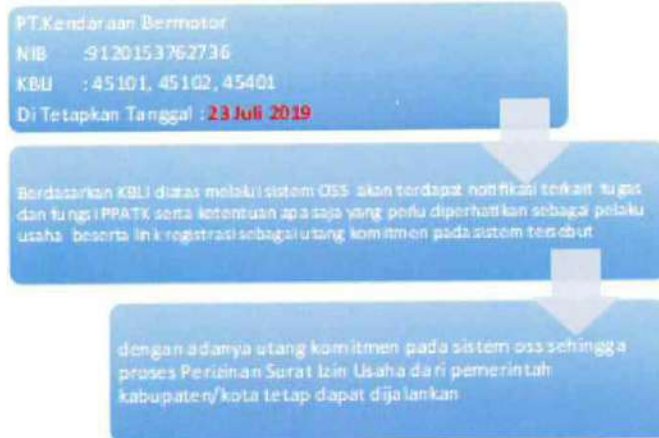 PT.Kendaraan Bermotor
NIB :9120153762736
KBLI : 45101, 45102, 45401
Di Tetapkan Tanggal : 23 Juli 2019
Berdasarkan KBLI diatas melalui sistem OSS akan terdapat notifikasi terkait tugas
dan fungsi PPATK serta ketentuan apa saja yang perlu diperhatikan sebagai pelaku
usaha beserta link registrasi sebagai utang komitmen pada sistem tersebut
dengan adanya utang komitmen pada sistem oss sehingga
proses Perizinan Surat Izin Usaha dari pemerintah
kabupaten/kota tetap dapat dijalankan